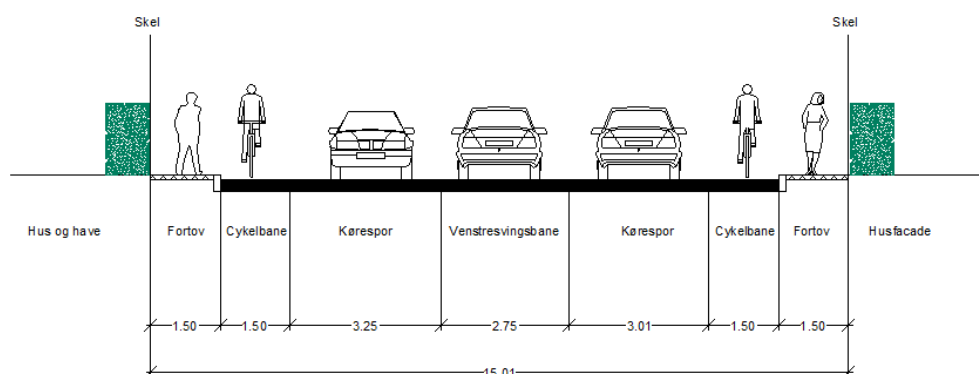 Skel Skel
Hus og have Fortov Cykelbane Kørespor Venstresvingsbane Kørespor Cykelbane Fortov Husfacade
1.50 1.50 3.25 2.75 3.01 1.50 1.50
15.01